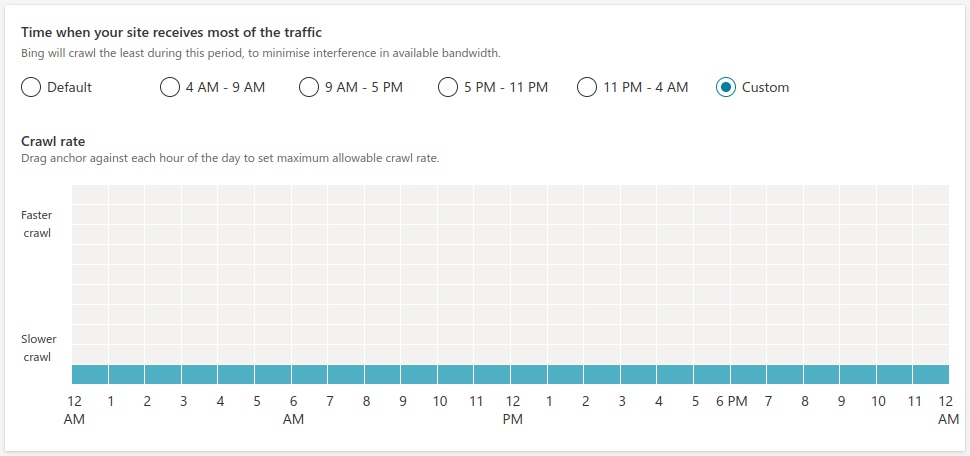 Time when your site receives most of the traffic
Bing will crawl the least during this period, to minimise interference in available bandwidth.
Default 4 AM - 9 AM 9 AM - 5 PM 5 PM - 11 PM 11 PM - 4 AM Custom
Crawl rate
Drag anchor against each hour of the day to set maximum allowable crawl rate.
Faster
crawl
Slower
crawl
12 1 2 3 4 5 6 7 8 9 10 11 12 1 2 3 4 5 6 PM 7 8 9 10 11 12
AM AM PM AM